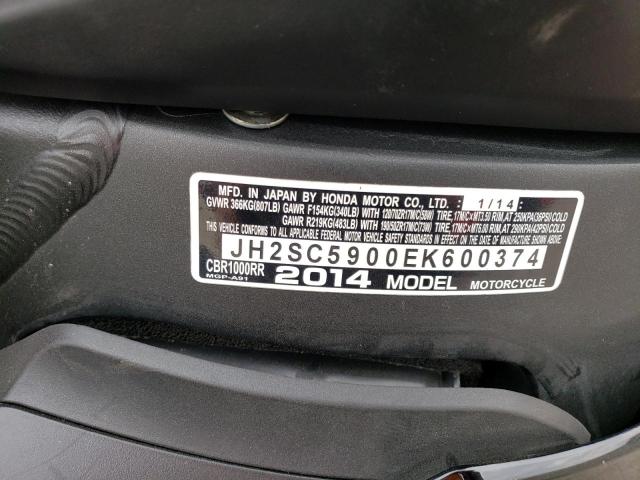 MFD. IN JAPAN BY HONDA MOTOR CO., LTD. 1/14
GVWR 366KG(807LB) GAWR F154KG(340LB) WITH 120/70ZR17M/C(58W) TIRE, 17M/C×MT3.50 RIM, AT 250KPA(36PSI)COLD
GAWR R219KG(483LB) WITH 190/50ZR17M/C(73W) TIRE, 17M/C×MT6.00 RIM, AT 290KPA(42PSI)COLD
THIS VEHICLE CONFORMS TO ALL APPLICABLE FEDERAL MOTOR VEHICLE SAFETY STANDARDS IN EFFECT ON THE DATE OF MANUFACTURE SHOWN ABOVE.
JH2SC5900EK600374
CBR1000RR 2014 MODEL MOTORCYCLE
MGP-A91